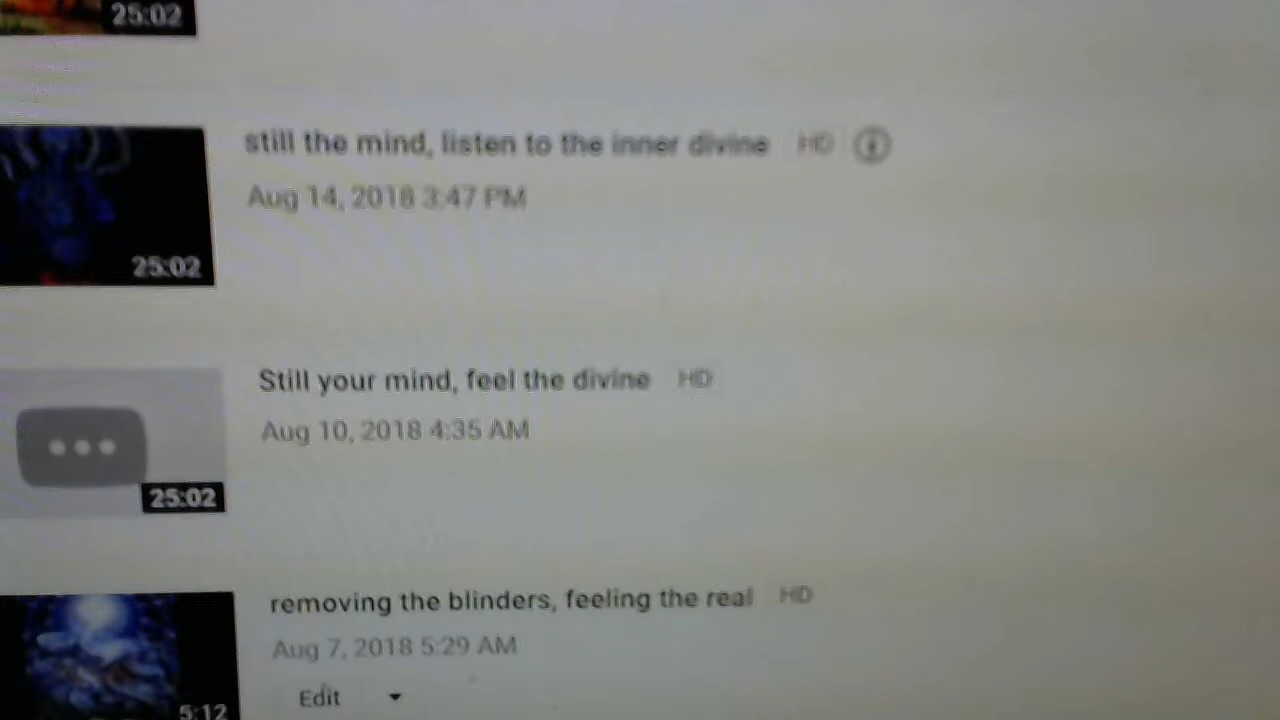 25:02
still the mind, listen to the inner divine HD
Aug 14, 2018 3:47 PM
25:02
Still your mind, feel the divine HD
Aug 10, 2018 4:35 AM
25:02
removing the blinders, feeling the real HD
Aug 7, 2018 5:29 AM
Edit
5:12